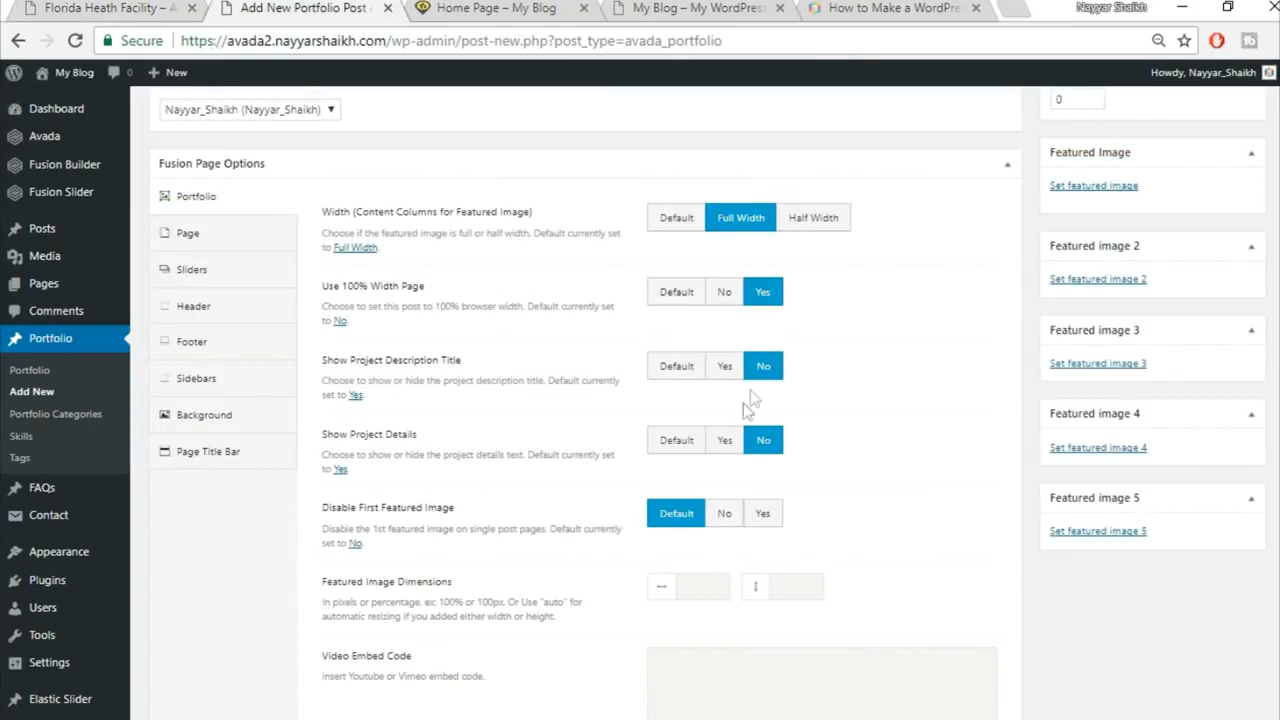 Florida Heath Facility – A
Add New Portfolio Post
Home Page – My Blog
My Blog – My WordPress
How to Make a WordPre
Nayyar Shaikh
Secure
https://avada2.nayyarshaikh.com/wp-admin/post-new.php?post_type=avada_portfolio
My Blog
0
New
Howdy, Nayyar_Shaikh
Dashboard
Avada
Fusion Builder
Fusion Slider
Posts
Media
Pages
Comments
Portfolio
Portfolio
Add New
Portfolio Categories
Skills
Tags
FAQs
Contact
Appearance
Plugins
Users
Tools
Settings
Elastic Slider
Nayyar_Shaikh (Nayyar_Shaikh)
Fusion Page Options
Portfolio
Page
Sliders
Header
Footer
Sidebars
Background
Page Title Bar
Width (Content Columns for Featured Image)
Choose if the featured image is full or half width. Default currently set
to Full Width.
Default Full Width Half Width
Use 100% Width Page
Choose to set this post to 100% browser width. Default currently set to
No.
Default No Yes
Show Project Description Title
Choose to show or hide the project description title. Default currently
set to Yes.
Default Yes No
Show Project Details
Choose to show or hide the project details text. Default currently set
to Yes.
Default Yes No
Disable First Featured Image
Disable the 1st featured image on single post pages. Default currently
set to No.
Default No Yes
Featured Image Dimensions
In pixels or percentage, ex: 100% or 100px. Or Use "auto" for
automatic resizing if you added either width or height.
Video Embed Code
Insert Youtube or Vimeo embed code.
0
Featured Image
Set featured image
Featured image 2
Set featured image 2
Featured image 3
Set featured image 3
Featured image 4
Set featured image 4
Featured image 5
Set featured image 5